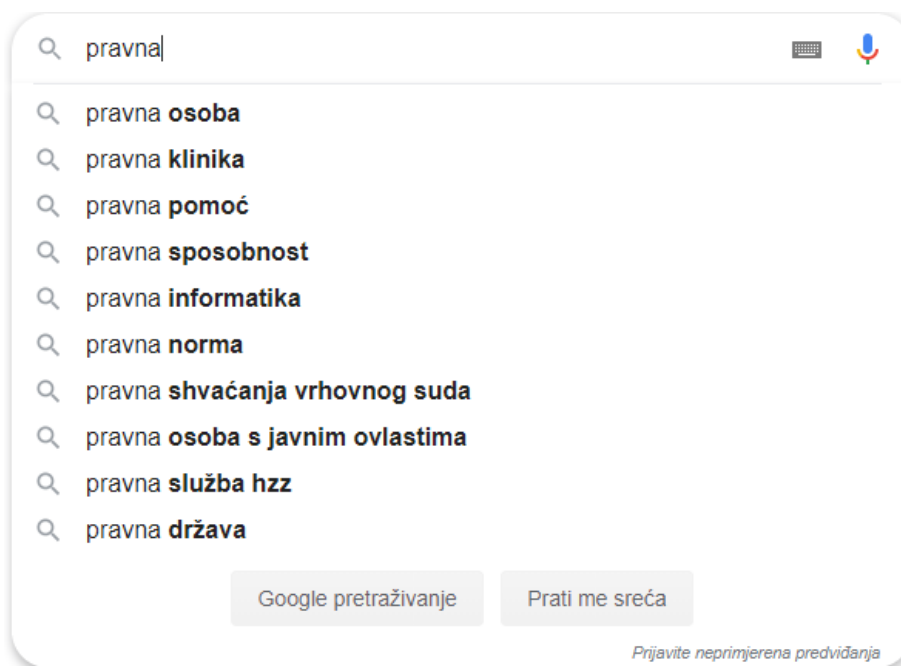 pravna
pravna osoba
pravna klinika
pravna pomoć
pravna sposobnost
pravna informatika
pravna norma
pravna shvaćanja vrhovnog suda
pravna osoba s javnim ovlastima
pravna služba hzz
pravna država
Google pretraživanje Prati me sreća
Prijavite neprimjerena predviđanja